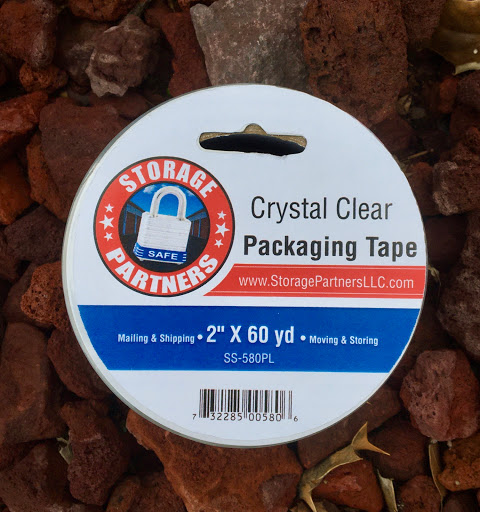 STORAGE
SAFE
PARTNERS
Crystal Clear
Packaging Tape
www.StoragePartnersLLC.com
Mailing & Shipping • 2" X 60 yd • Moving & Storing
SS-580PL
7 32285 00580 6